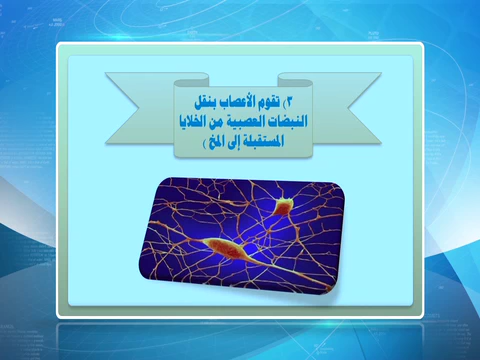 ٣) تقوم الأعصاب بنقل
النبضات العصبية من الخلايا
المستقبلة إلى المخ )